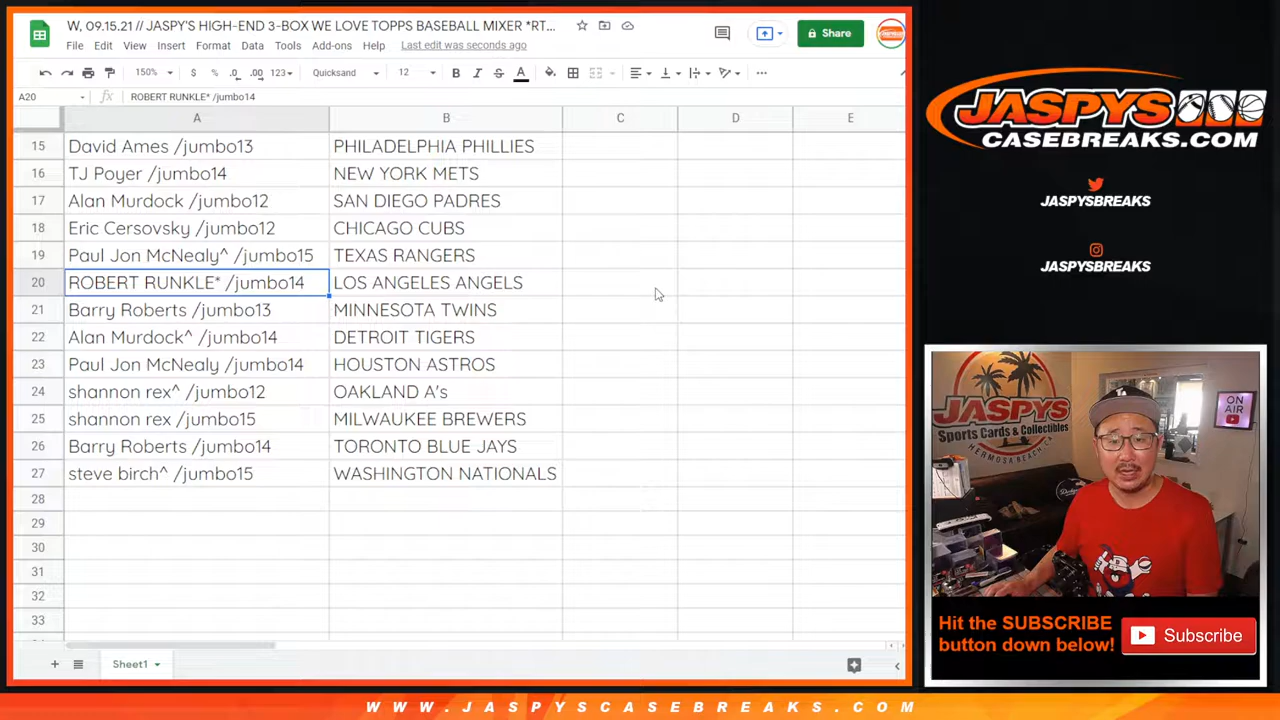 W, 09.15.21 // JASPY'S HIGH-END 3-BOX WE LOVE TOPPS BASEBALL MIXER *RT...
Share
File Edit View Insert Format Data Tools Add-ons Help Last edit was seconds ago
150% $ % .0 .00 123 Quicksand 12 B I S A
A20 fx ROBERT RUNKLE* /jumbo14
A B C D E
15 David Ames /jumbo13 PHILADELPHIA PHILLIES
16 TJ Poyer /jumbo14 NEW YORK METS
17 Alan Murdock /jumbo12 SAN DIEGO PADRES
18 Eric Cersovsky /jumbo12 CHICAGO CUBS
19 Paul Jon McNealy^ /jumbo15 TEXAS RANGERS
20 ROBERT RUNKLE* /jumbo14 LOS ANGELES ANGELS
21 Barry Roberts /jumbo13 MINNESOTA TWINS
22 Alan Murdock^ /jumbo14 DETROIT TIGERS
23 Paul Jon McNealy /jumbo14 HOUSTON ASTROS
24 shannon rex^ /jumbo12 OAKLAND A's
25 shannon rex /jumbo15 MILWAUKEE BREWERS
26 Barry Roberts /jumbo14 TORONTO BLUE JAYS
27 steve birch^ /jumbo15 WASHINGTON NATIONALS
28
29
30
31
32
33
Sheet1
JASPYS
CASEBREAKS.COM
JASPYSBREAKS
JASPYSBREAKS
JASPYS
Sports Cards & Collectibles
HERMOSA BEACH CA
ON
AIR
Hit the SUBSCRIBE
button down below!
Subscribe
WWW.JASPYSCASEBREAKS.COM